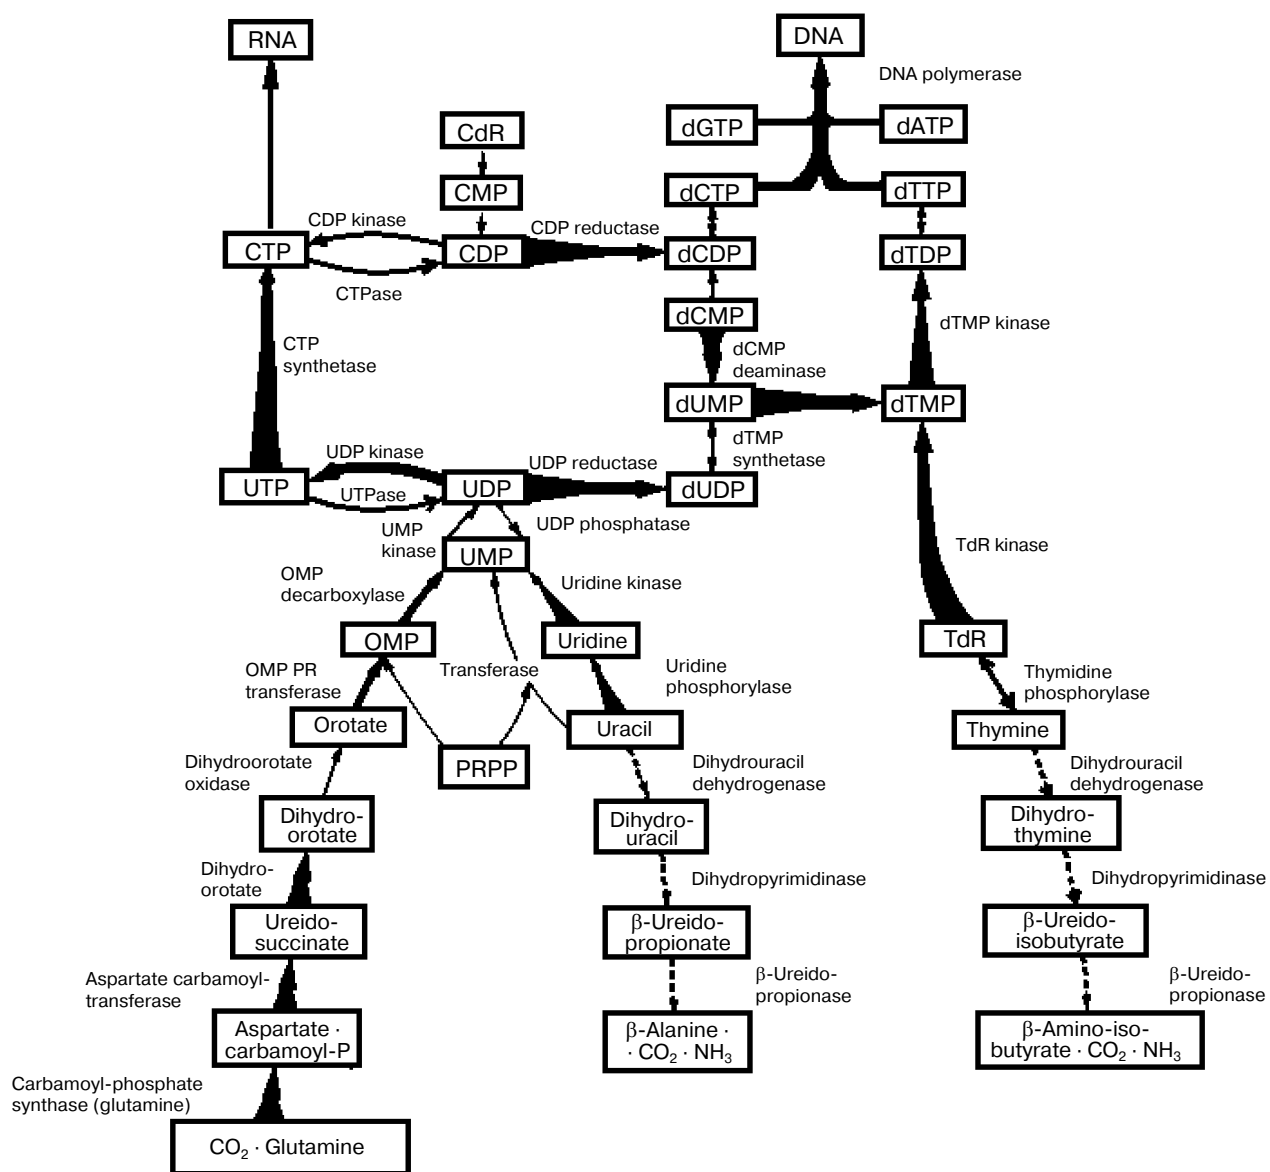 RNA
DNA
DNA polymerase
dGTP
dATP
CdR
CMP
dCTP
dTTP
CDP kinase
CDP reductase
CTP
CDP
dCDP
dTDP
CTPase
dCMP
dTMP kinase
CTP
synthetase
dCMP
deaminase
dUMP
dTMP
dTMP
synthetase
UDP kinase
UDP reductase
UTP
UTPase
UDP
dUDP
UMP
kinase
UDP phosphatase
UMP
TdR kinase
OMP
decarboxylase
Uridine kinase
OMP
Uridine
TdR
OMP PR
transferase
Transferase
Uridine
phosphorylase
Thymidine
phosphorylase
Orotate
Uracil
Thymine
Dihydroorotate
oxidase
PRPP
Dihydrouracil
dehydrogenase
Dihydrouracil
dehydrogenase
Dihydro-
orotate
Dihydro-
uracil
Dihydro-
thymine
Dihydro-
orotate
Dihydropyrimidinase
Dihydropyrimidinase
Ureido-
succinate
β-Ureido-
propionate
β-Ureido-
isobutyrate
Aspartate carbamoyl-
transferase
β-Ureido-
propionase
β-Ureido-
propionase
Aspartate ·
carbamoyl-P
β-Alanine ·
· CO₂ · NH₃
β-Amino-iso-
butyrate · CO₂ · NH₃
Carbamoyl-phosphate
synthase (glutamine)
CO₂ · Glutamine